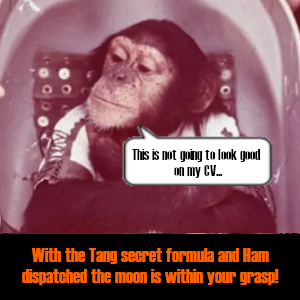 This is not going to look good
on my CV...
With the Tang secret formula and Ham
dispatched the moon is within your grasp!